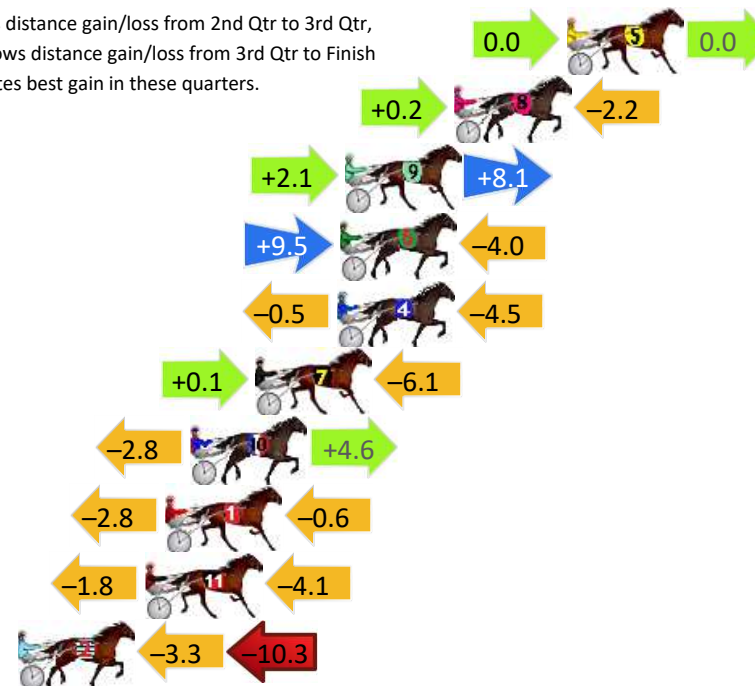 distance gain/loss from 2nd Qtr to 3rd Qtr,
ows distance gain/loss from 3rd Qtr to Finish
tes best gain in these quarters.
0.0 5 0.0
+0.2 8 –2.2
+2.1 9 +8.1
+9.5 6 –4.0
–0.5 4 –4.5
+0.1 7 –6.1
–2.8 10 +4.6
–2.8 1 –0.6
–1.8 11 –4.1
2 –3.3 –10.3